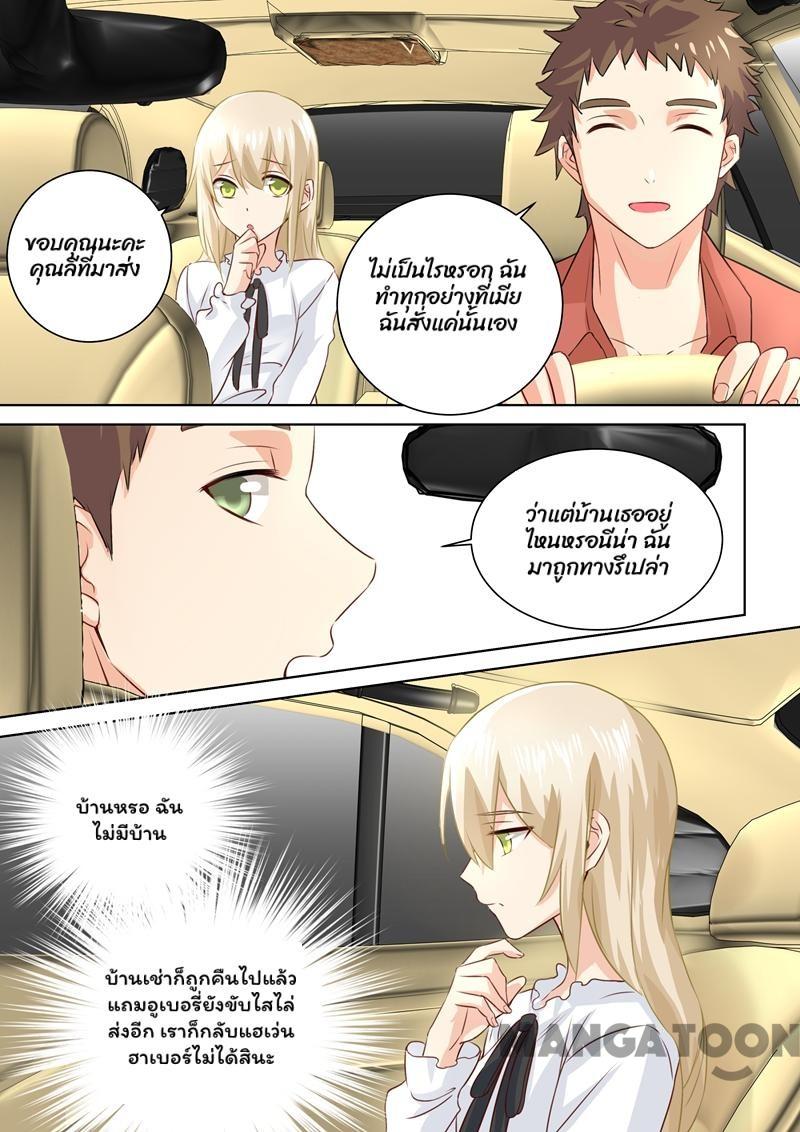 ขอบคุณนะคะ
คุณลี่ที่มาส่ง
ไม่เป็นไรหรอก ฉัน
ทำทุกอย่างที่เมีย
ฉันสั่งแค่นั้นเอง
ว่าแต่บ้านเธออยู่
ไหนหรอนีน่า ฉัน
มาถูกทางรึเปล่า
บ้านหรอ ฉัน
ไม่มีบ้าน
บ้านเช่าก็ถูกคืนไปแล้ว
แถมอูเบอรี่ยังขับไสไล่
ส่งอีก เราก็กลับแฮเว่น
ฮาเบอร์ไม่ได้สินะ
MANGATOON